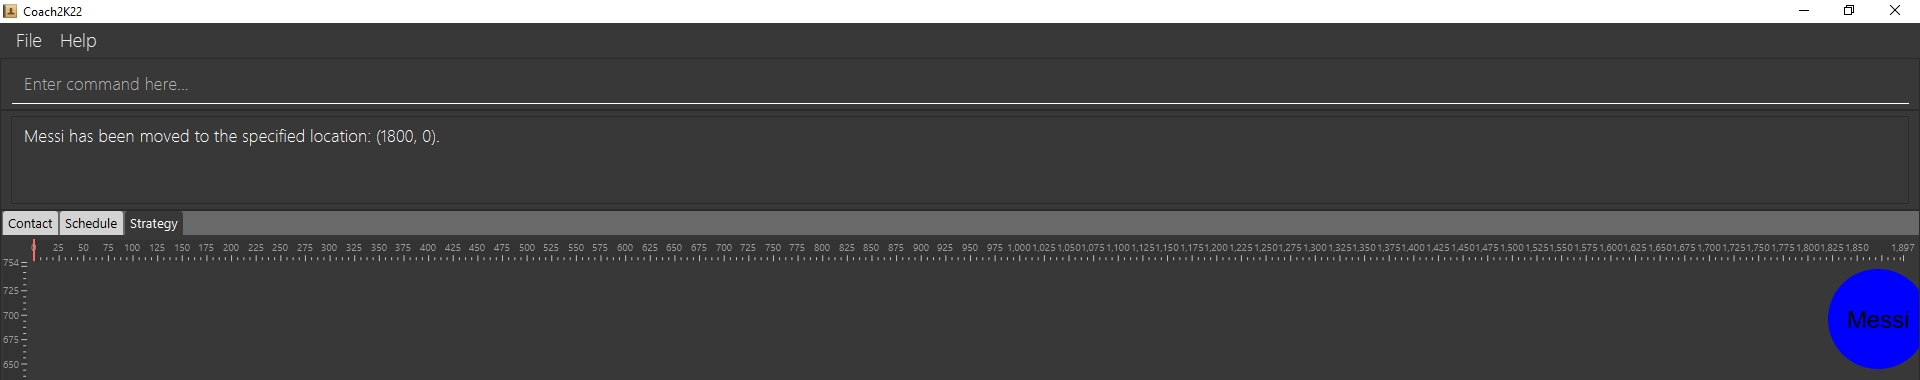 Coach2K22
File Help
Enter command here...
Messi has been moved to the specified location: (1800, 0).
Contact Schedule Strategy
0 25 50 75 100 125 150 175 200 225 250 275 300 325 350 375 400 425 450 475 500 525 550 575 600 625 650 675 700 725 750 775 800 825 850 875 900 925 950 975 1,000 1,025 1,050 1,075 1,100 1,125 1,150 1,175 1,200 1,225 1,250 1,275 1,300 1,325 1,350 1,375 1,400 1,425 1,450 1,475 1,500 1,525 1,550 1,575 1,600 1,625 1,650 1,675 1,700 1,725 1,750 1,775 1,800 1,825 1,850 1,897
754
725
700
Messi
675
650